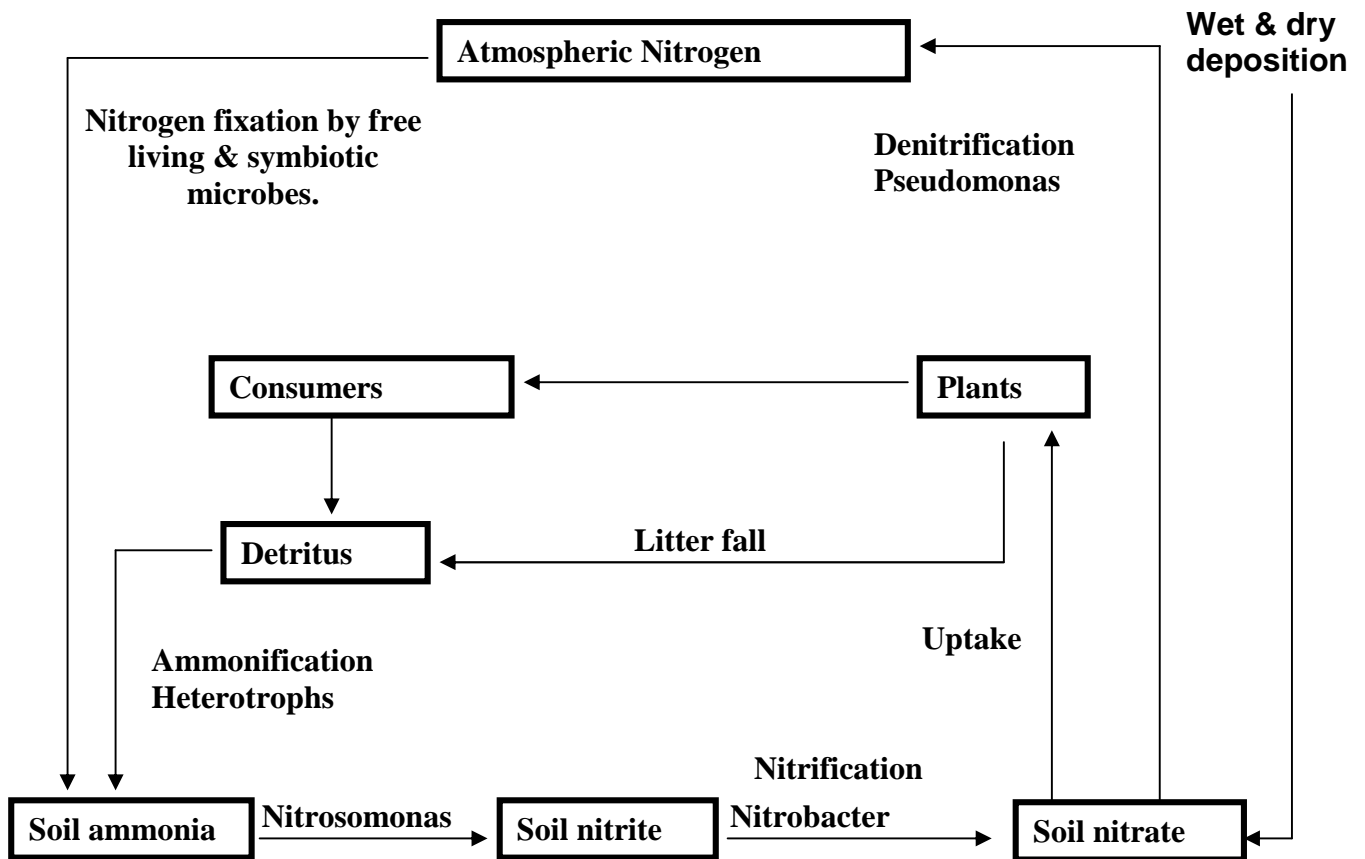 Wet & dry
deposition
Atmospheric Nitrogen
Nitrogen fixation by free
living & symbiotic
microbes.
Denitrification
Pseudomonas
Consumers
Plants
Detritus
Litter fall
Uptake
Ammonification
Heterotrophs
Nitrification
Soil ammonia
Nitrosomonas
Soil nitrite
Nitrobacter
Soil nitrate